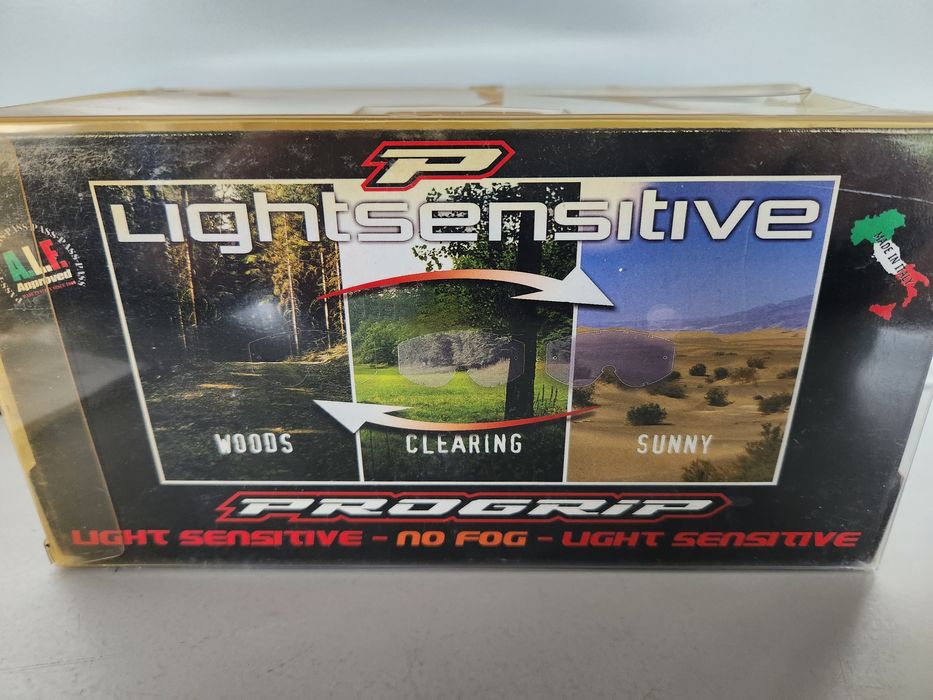 P
Lightsensitive
A.L.F.
Approved
MADE IN ITALY
WOODS
CLEARING
SUNNY
PROGRIP
LIGHT SENSITIVE - NO FOG - LIGHT SENSITIVE